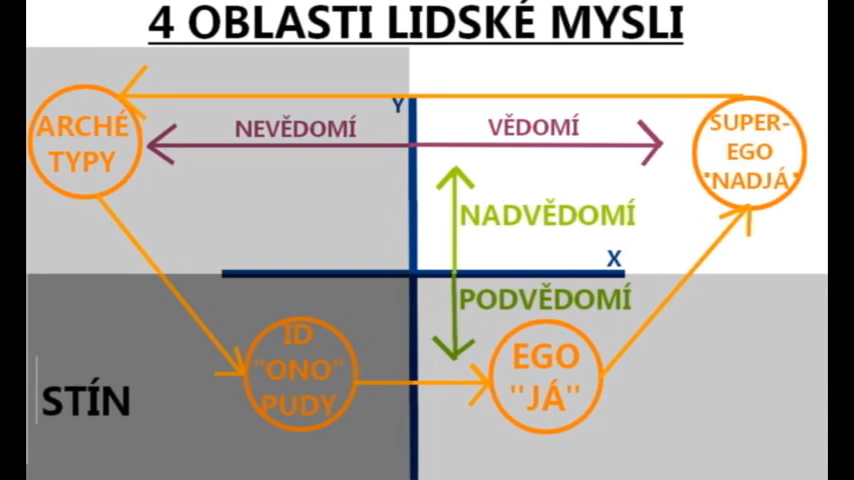 4 OBLASTI LIDSKÉ MYSLI
ARCHÉ
TYPY
NEVĚDOMÍ
Y
VĚDOMÍ
SUPER-
EGO
"NADJÁ"
NADVĚDOMÍ
X
PODVĚDOMÍ
STÍN
ID
"ONO"
PUDY
EGO
"JÁ"